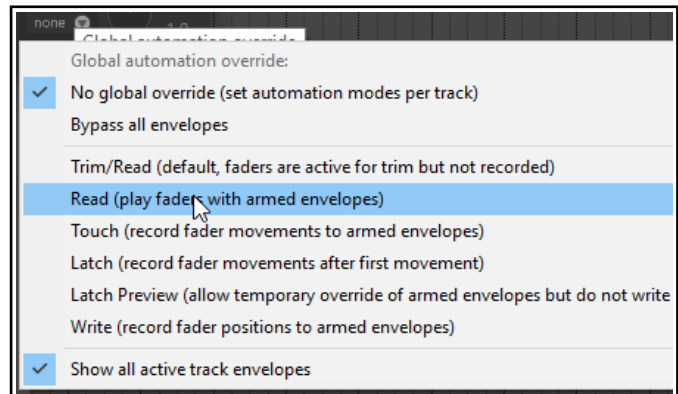 none
1.0
Global automation override
Global automation override:
No global override (set automation modes per track)
Bypass all envelopes
Trim/Read (default, faders are active for trim but not recorded)
Read (play faders with armed envelopes)
Touch (record fader movements to armed envelopes)
Latch (record fader movements after first movement)
Latch Preview (allow temporary override of armed envelopes but do not write
Write (record fader positions to armed envelopes)
Show all active track envelopes